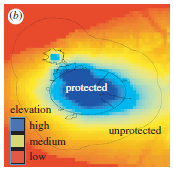 (b)
protected
elevation
high
medium
low
unprotected